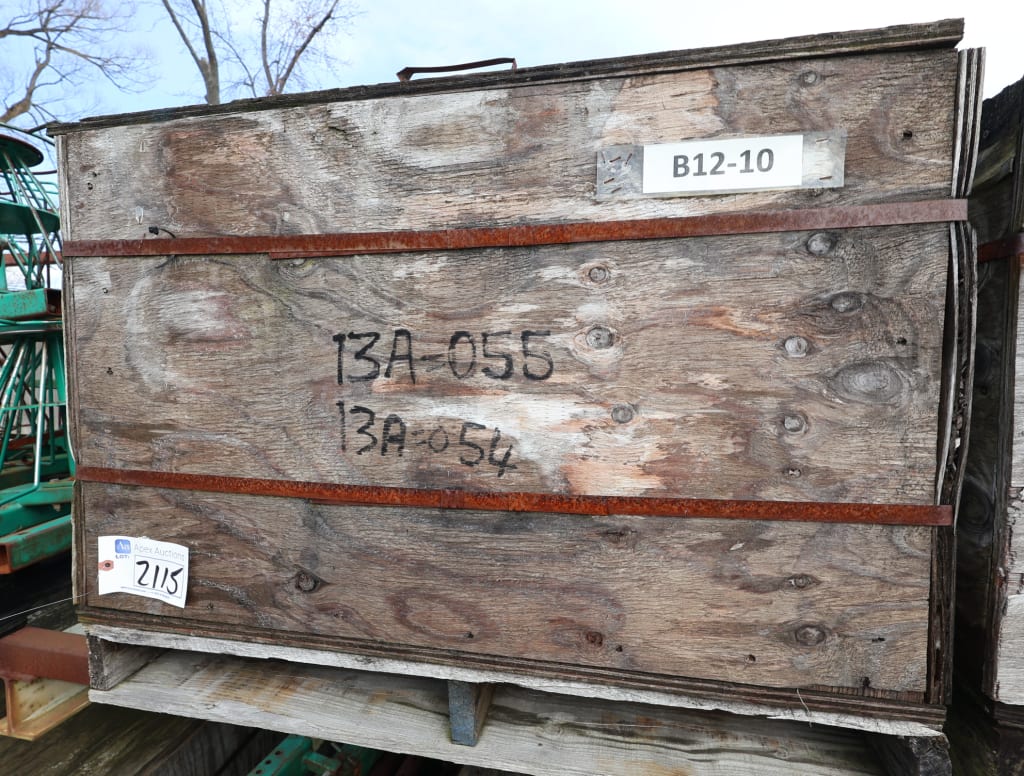 B12-10
13A-055
13A-054
Apex Auctions
LOT:
2115